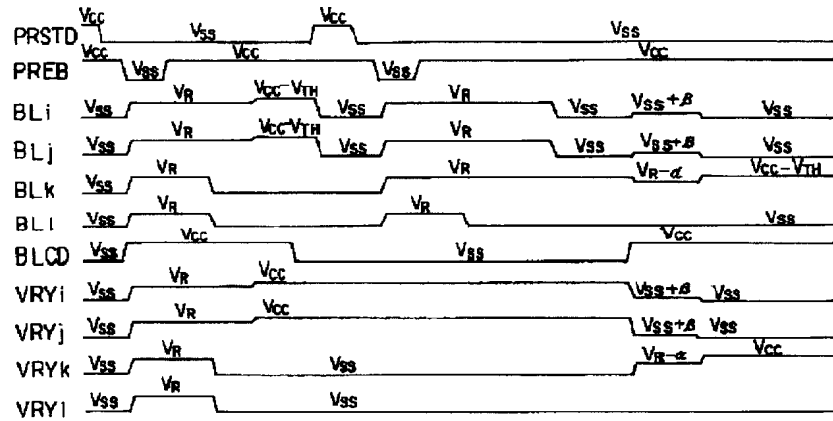 VCC VSS VCC VSS
PRSTD
VCC VSS VCC VSS VCC
PREB
BLi VSS VR VCC-VTH VSS VR VSS VSS+β VSS
BLj VSS VR VCC-VTH VSS VR VSS VSS+β VSS
BLk VSS VR VR VR-α VCC-VTH
BLl VSS VR VR VSS
BLCD VSS VCC VSS VCC
VRYi VSS VR VCC VSS+β VSS
VRYj VSS VR VCC VSS+β VSS
VRYk VSS VR VSS VR-α VCC
VRYl VSS VR VSS